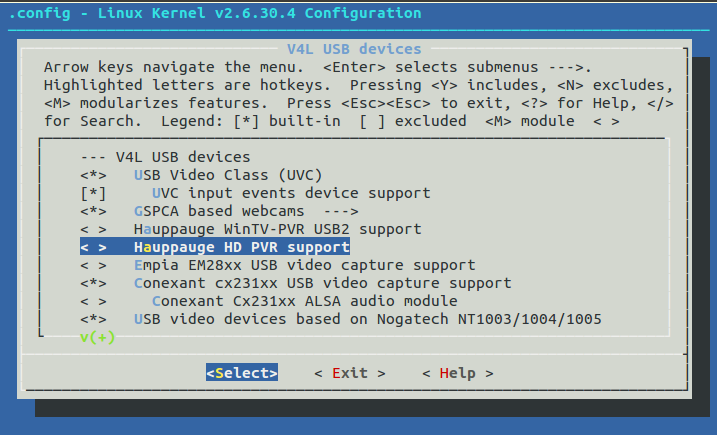 .config - Linux Kernel v2.6.30.4 Configuration
V4L USB devices
Arrow keys navigate the menu.  <Enter> selects submenus --->.
Highlighted letters are hotkeys.  Pressing <Y> includes, <N> excludes,
<M> modularizes features.  Press <Esc><Esc> to exit, <?> for Help, </>
for Search.  Legend: [*] built-in  [ ] excluded  <M> module  < >
--- V4L USB devices
<*>   USB Video Class (UVC)
[*]     UVC input events device support
<*>   GSPCA based webcams  --->
< >   Hauppauge WinTV-PVR USB2 support
< >   Hauppauge HD PVR support
< >   Empia EM28xx USB video capture support
<*>   Conexant cx231xx USB video capture support
< >     Conexant Cx231xx ALSA audio module
<*>   USB video devices based on Nogatech NT1003/1004/1005
v(+)
<Select>    < Exit >    < Help >